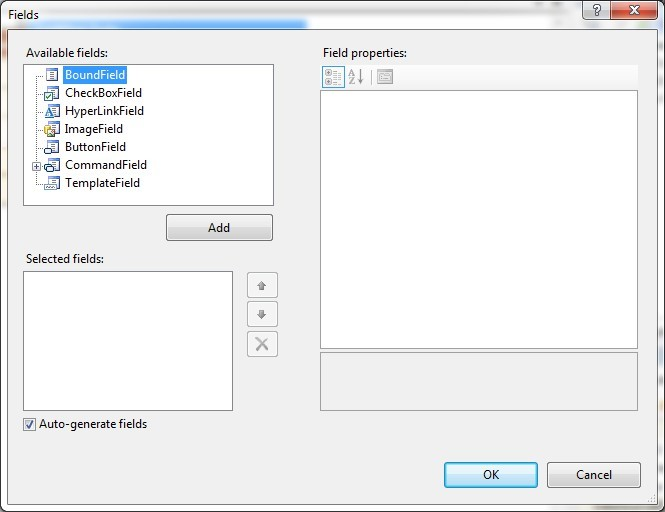 Fields
Available fields:
BoundField
CheckBoxField
HyperLinkField
ImageField
ButtonField
CommandField
TemplateField
Add
Selected fields:
Auto-generate fields
Field properties:
OK
Cancel